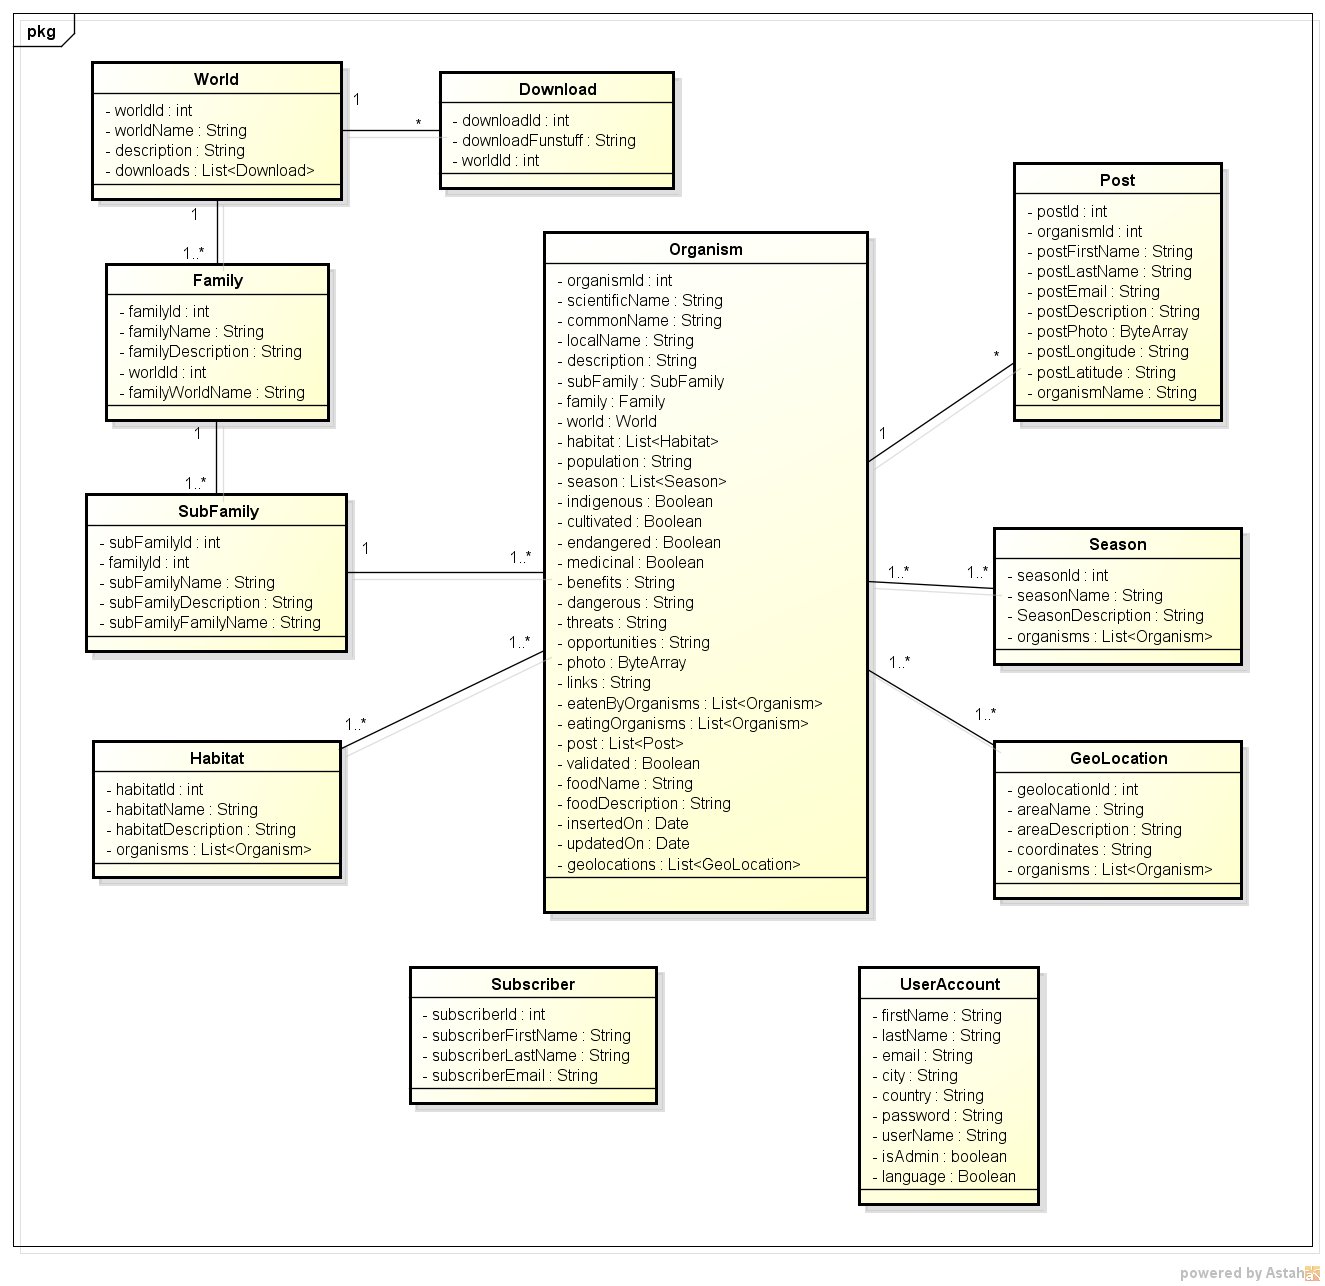 pkg
World
- worldId : int
- worldName : String
- description : String
- downloads : List<Download>
1
*
Download
- downloadId : int
- downloadFunstuff : String
- worldId : int
1
1..*
Family
- familyId : int
- familyName : String
- familyDescription : String
- worldId : int
- familyWorldName : String
1
1..*
SubFamily
- subFamilyId : int
- familyId : int
- subFamilyName : String
- subFamilyDescription : String
- subFamilyFamilyName : String
1
1..*
Organism
- organismId : int
- scientificName : String
- commonName : String
- localName : String
- description : String
- subFamily : SubFamily
- family : Family
- world : World
- habitat : List<Habitat>
- population : String
- season : List<Season>
- indigenous : Boolean
- cultivated : Boolean
- endangered : Boolean
- medicinal : Boolean
- benefits : String
- dangerous : String
- threats : String
- opportunities : String
- photo : ByteArray
- links : String
- eatenByOrganisms : List<Organism>
- eatingOrganisms : List<Organism>
- post : List<Post>
- validated : Boolean
- foodName : String
- foodDescription : String
- insertedOn : Date
- updatedOn : Date
- geolocations : List<GeoLocation>
1
*
Post
- postId : int
- organismId : int
- postFirstName : String
- postLastName : String
- postEmail : String
- postDescription : String
- postPhoto : ByteArray
- postLongitude : String
- postLatitude : String
- organismName : String
1..*
1..*
Season
- seasonId : int
- seasonName : String
- SeasonDescription : String
- organisms : List<Organism>
1..*
1..*
GeoLocation
- geolocationId : int
- areaName : String
- areaDescription : String
- coordinates : String
- organisms : List<Organism>
1..*
1..*
Habitat
- habitatId : int
- habitatName : String
- habitatDescription : String
- organisms : List<Organism>
Subscriber
- subscriberId : int
- subscriberFirstName : String
- subscriberLastName : String
- subscriberEmail : String
UserAccount
- firstName : String
- lastName : String
- email : String
- city : String
- country : String
- password : String
- userName : String
- isAdmin : boolean
- language : Boolean
powered by Astah